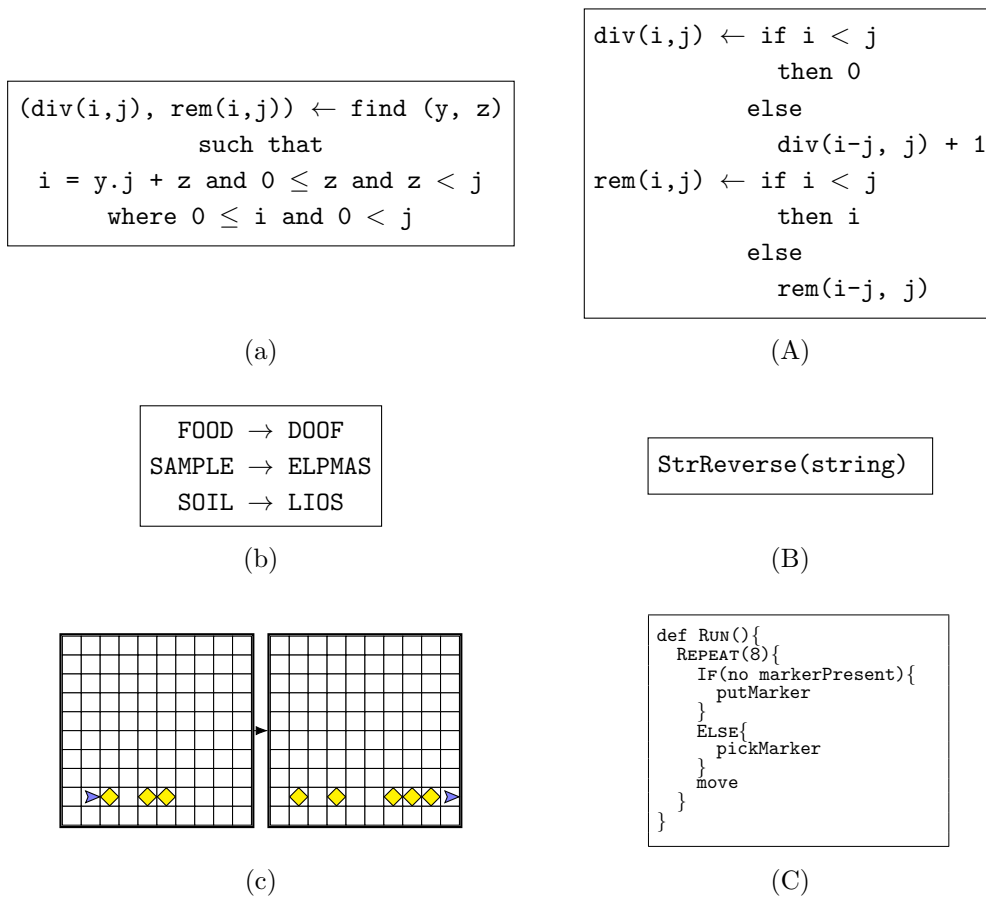 (div(i,j), rem(i,j)) ← find (y, z)
such that
i = y.j + z and 0 ≤ z and z < j
where 0 ≤ i and 0 < j
(a)
div(i,j) ← if i < j
then 0
else
div(i-j, j) + 1
rem(i,j) ← if i < j
then i
else
rem(i-j, j)
(A)
FOOD → DOOF
SAMPLE → ELPMAS
SOIL → LIOS
(b)
StrReverse(string)
(B)
(c)
def RUN(){
REPEAT(8){
IF(no markerPresent){
putMarker
}
ELSE{
pickMarker
}
move
}
}
(C)